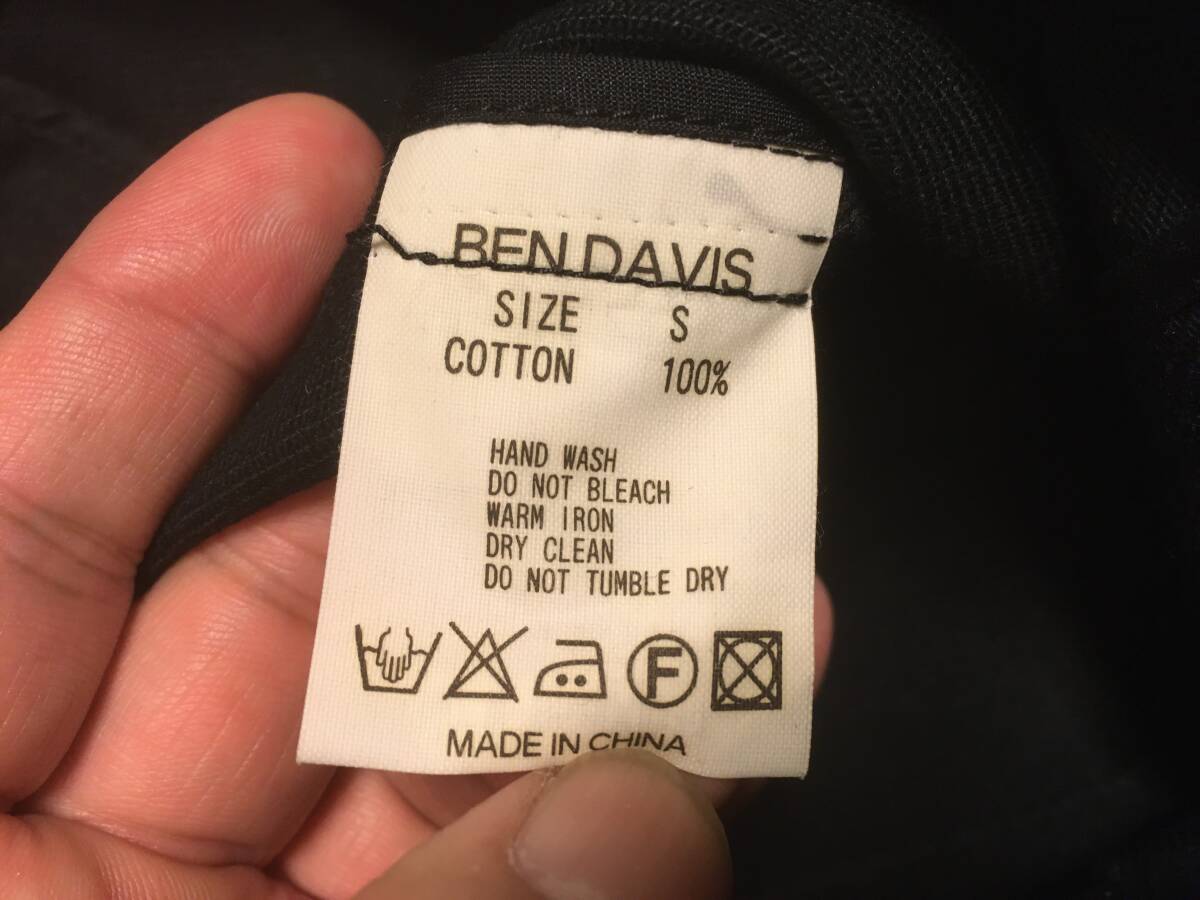 BEN DAVIS
SIZE S
COTTON 100%
HAND WASH
DO NOT BLEACH
WARM IRON
DRY CLEAN
DO NOT TUMBLE DRY
F
MADE IN CHINA